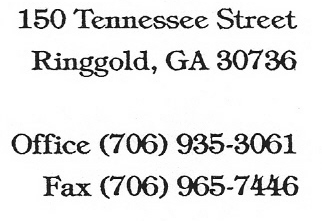 150 Tennessee Street
Ringgold, GA 30736
Office (706) 935-3061
Fax (706) 965-7446